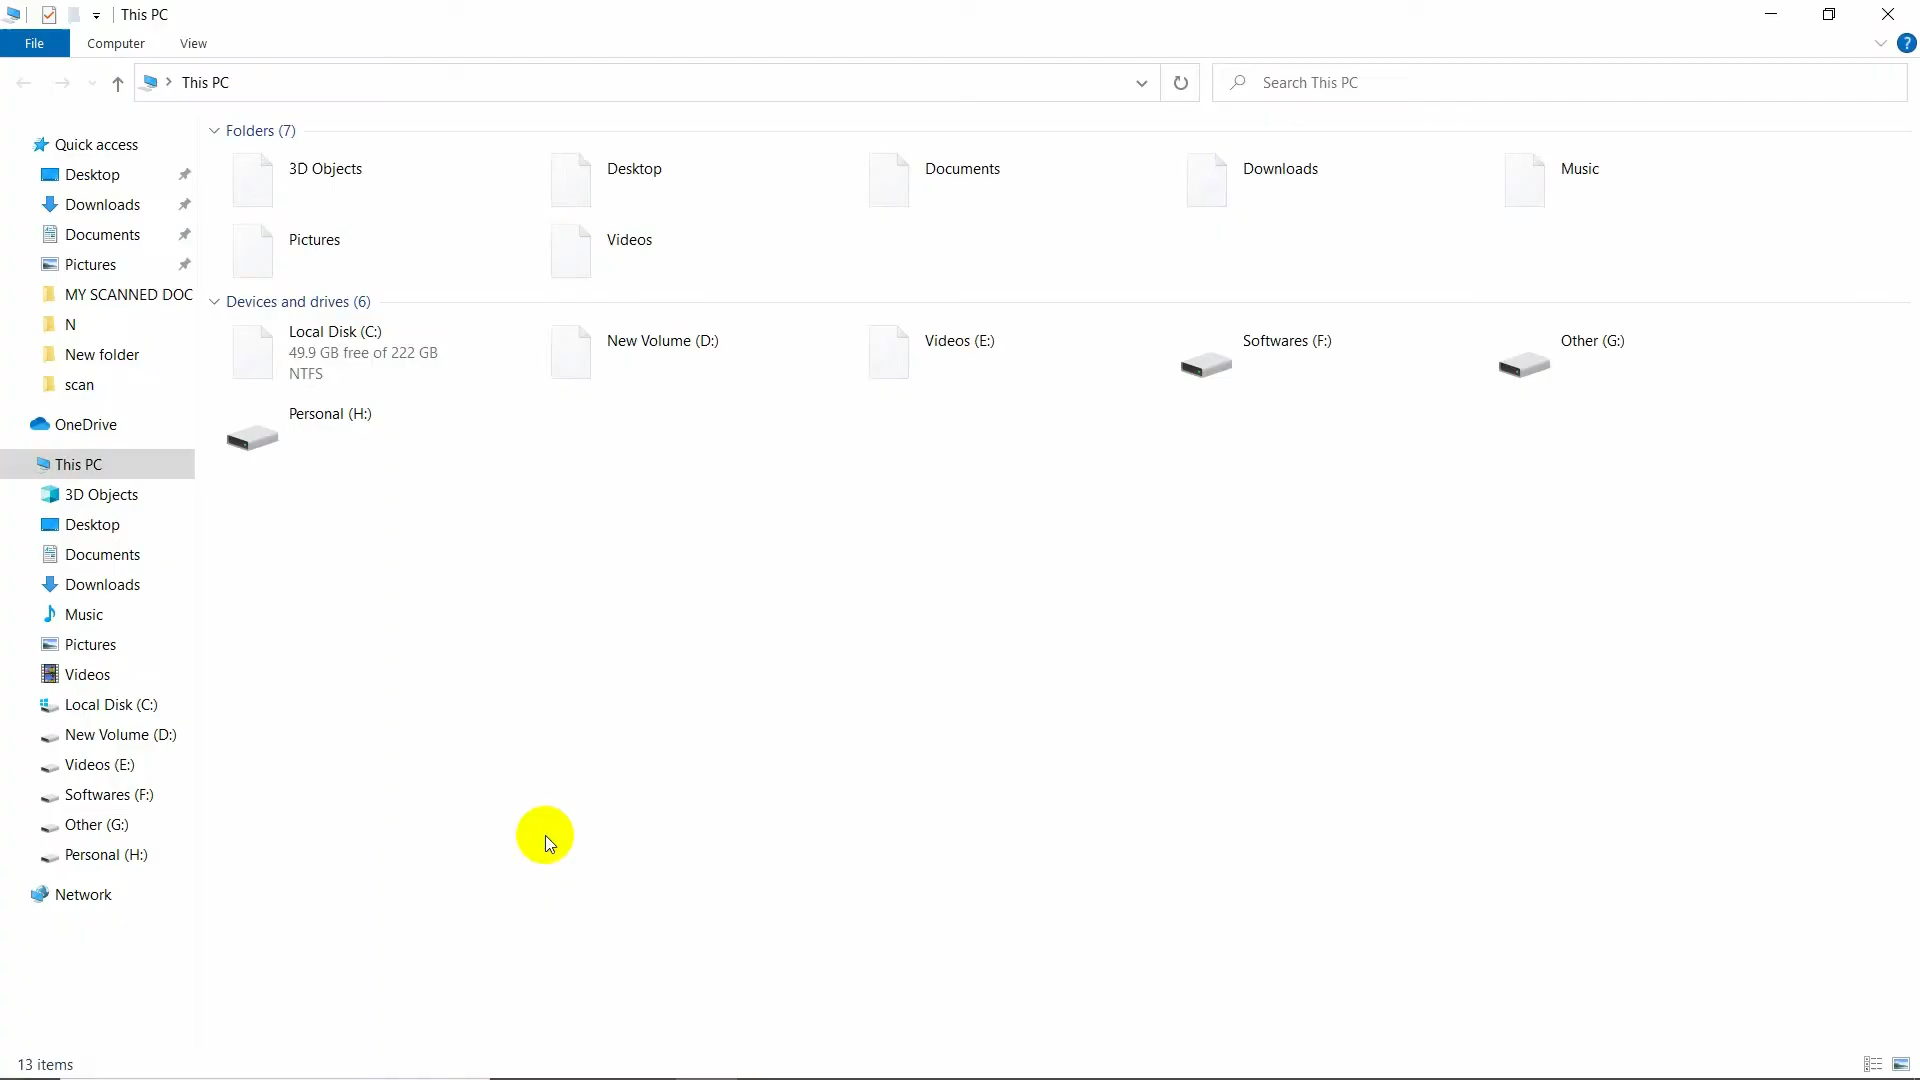 This PC
File
Computer
View
This PC
Search This PC
Quick access
Desktop
Downloads
Documents
Pictures
MY SCANNED DOC
N
New folder
scan
OneDrive
This PC
3D Objects
Desktop
Documents
Downloads
Music
Pictures
Videos
Local Disk (C:)
New Volume (D:)
Videos (E:)
Softwares (F:)
Other (G:)
Personal (H:)
Network
Folders (7)
3D Objects
Desktop
Documents
Downloads
Music
Pictures
Videos
Devices and drives (6)
Local Disk (C:)
49.9 GB free of 222 GB
NTFS
New Volume (D:)
Videos (E:)
Softwares (F:)
Other (G:)
Personal (H:)
13 items